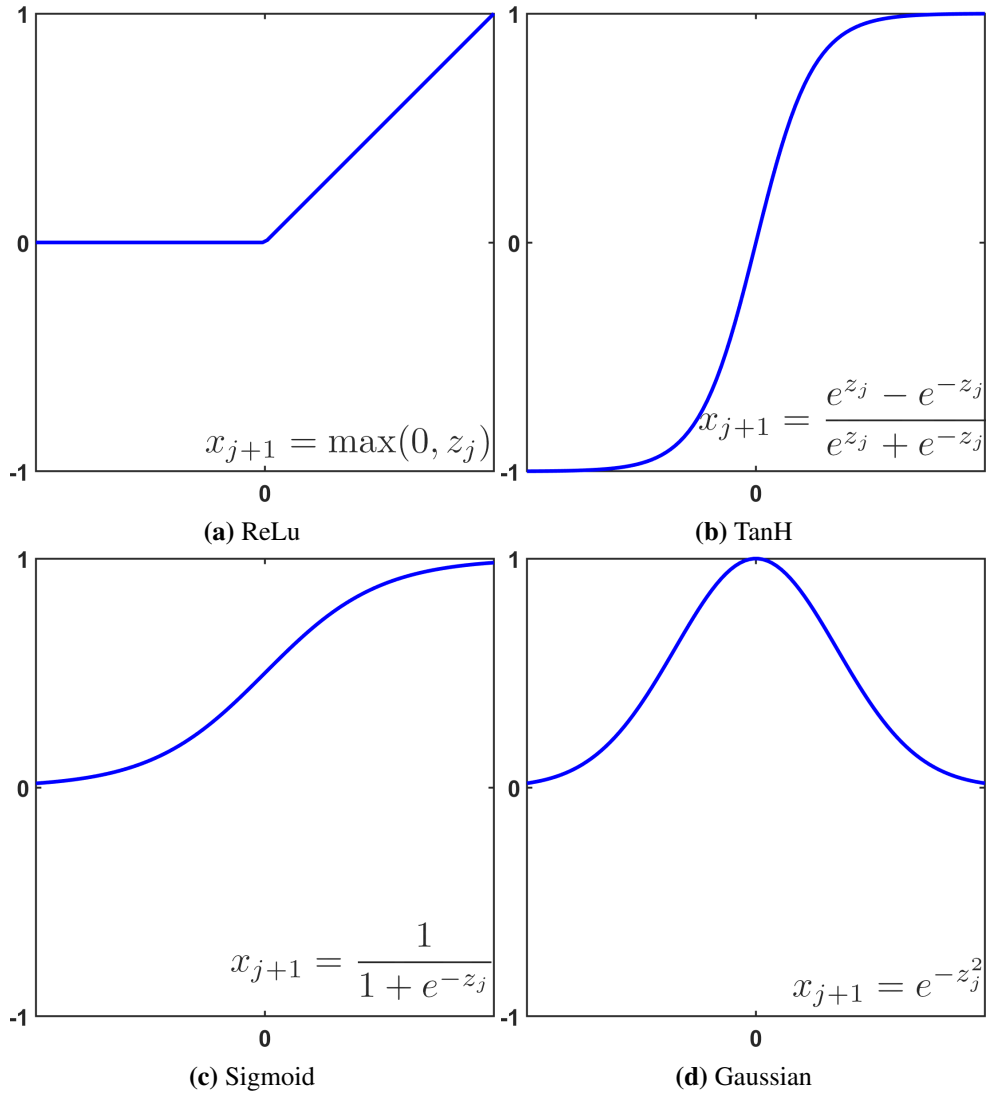 1
0
-1
0
x_{j+1} = max(0, z_j)
(a) ReLu
1
0
-1
0
x_{j+1} = \frac{e^{z_j} - e^{-z_j}}{e^{z_j} + e^{-z_j}}
(b) TanH
1
0
-1
0
x_{j+1} = \frac{1}{1 + e^{-z_j}}
(c) Sigmoid
1
0
-1
0
x_{j+1} = e^{-z_j^2}
(d) Gaussian